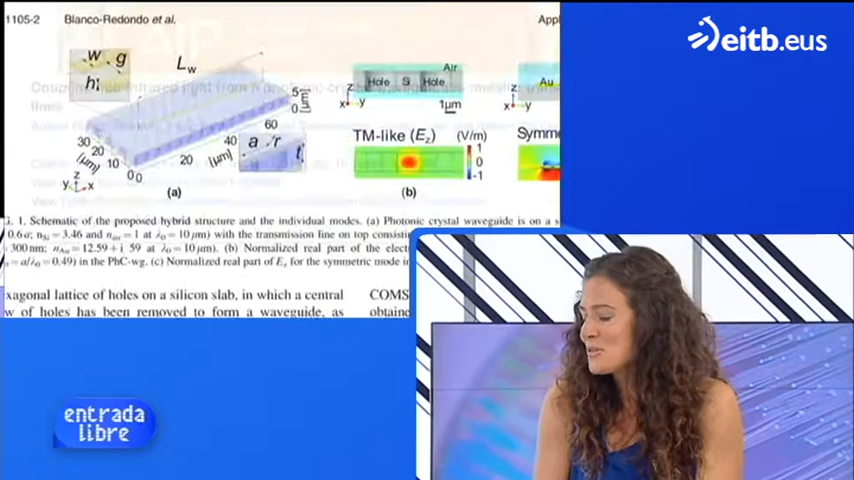 1105-2 Blanco-Redondo et al. Appl
eitb.eus
w g
h
Lw
5
0
[μm]
60
40
20
0
[μm]
30
20
10
0
[μm]
a r
t
z
y x
(a)
Air
Hole Si Hole
z
x y
1μm
TM-like (Ez) (V/m)
1
0
-1
(b)
Au
z
x y
Symme
G. 1. Schematic of the proposed hybrid structure and the individual modes. (a) Photonic crystal waveguide is on a s
0.6a; nSi = 3.46 and nair = 1 at λ0 = 10 μm) with the transmission line on top consisti
300 nm; nAu = 12.59 + i 59 at λ0 = 10 μm). (b) Normalized real part of the elect
= a/λ0 = 0.49) in the PhC-wg. (c) Normalized real part of Ez for the symmetric mode i
xagonal lattice of holes on a silicon slab, in which a central COMS
w of holes has been removed to form a waveguide, as obtaine
entrada
libre